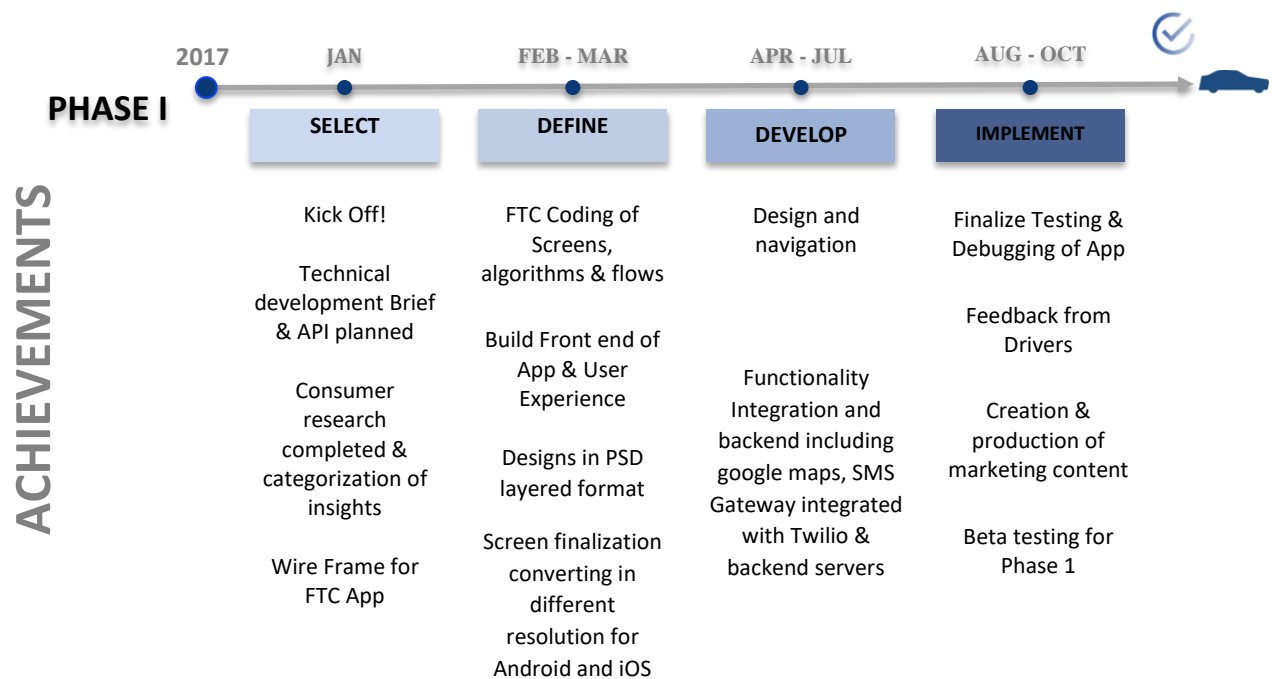 2017
JAN
FEB - MAR
APR - JUL
AUG - OCT
PHASE I
SELECT
DEFINE
DEVELOP
IMPLEMENT
ACHIEVEMENTS
Kick Off!
Technical
development Brief
& API planned
Consumer
research
completed &
categorization of
insights
Wire Frame for
FTC App
FTC Coding of
Screens,
algorithms & flows
Build Front end of
App & User
Experience
Designs in PSD
layered format
Screen finalization
converting in
different
resolution for
Android and iOS
Design and
navigation
Functionality
Integration and
backend including
google maps, SMS
Gateway integrated
with Twilio &
backend servers
Finalize Testing &
Debugging of App
Feedback from
Drivers
Creation &
production of
marketing content
Beta testing for
Phase 1